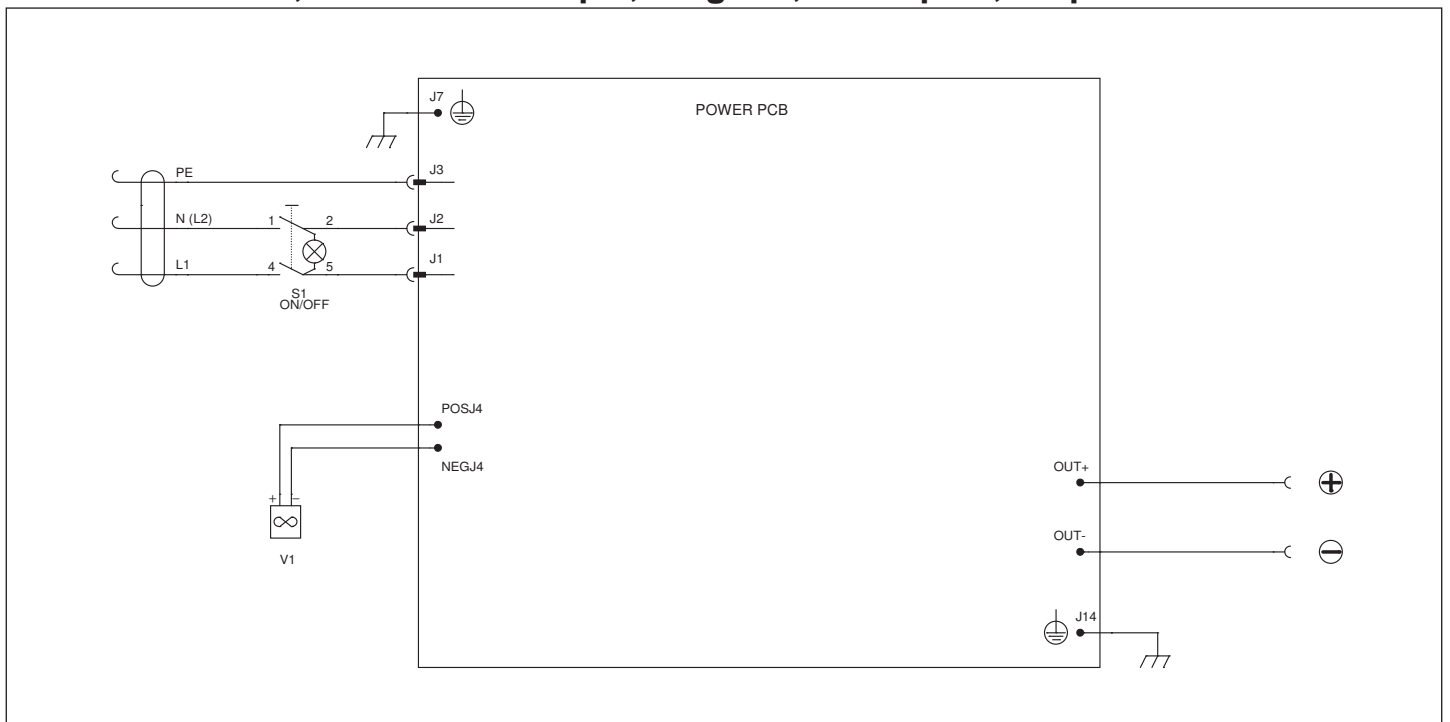 J7
POWER PCB
PE
J3
N (L2)
1
2
J2
L1
4
5
J1
S1
ON/OFF
POSJ4
NEGJ4
+ −
V1
OUT+
OUT-
J14